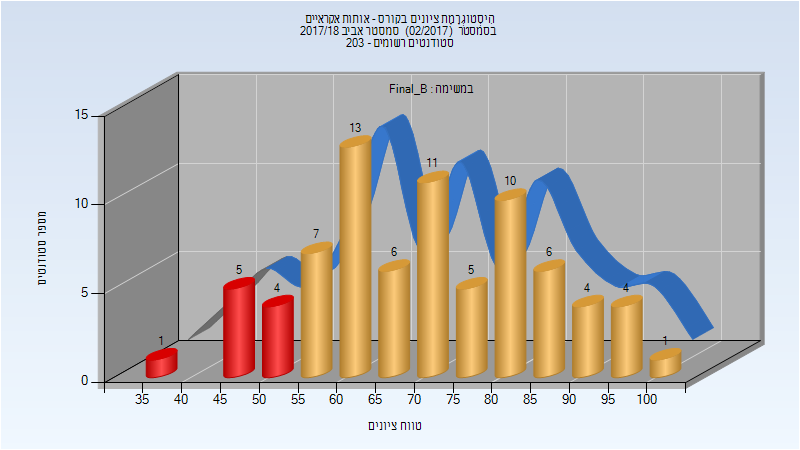 היסטוגרמת ציונים בקורס - אותות אקראיים
בסמסטר (02/2017) סמסטר אביב 2017/18
סטודנטים רשומים - 203
במשימה : Final_B
15
10
5
0
מספר סטודנטים
1
5
4
7
13
6
11
5
10
6
4
4
1
35 40 45 50 55 60 65 70 75 80 85 90 95 100
טווח ציונים